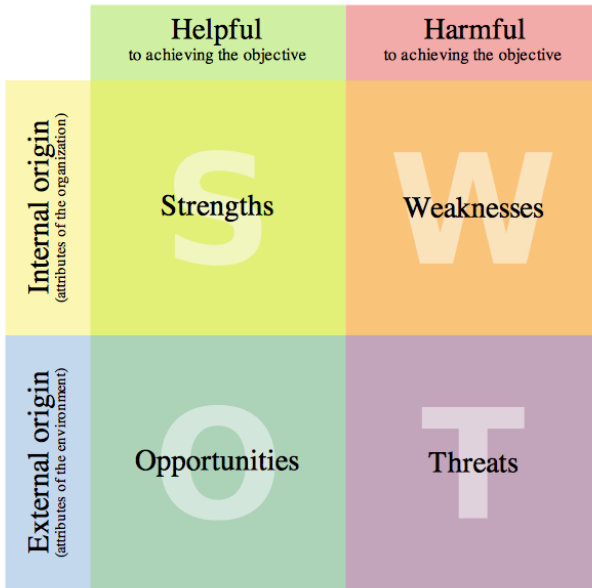 Helpful
to achieving the objective
Harmful
to achieving the objective
Internal origin
(attributes of the organization)
S
Strengths
W
Weaknesses
External origin
(attributes of the environment)
O
Opportunities
T
Threats